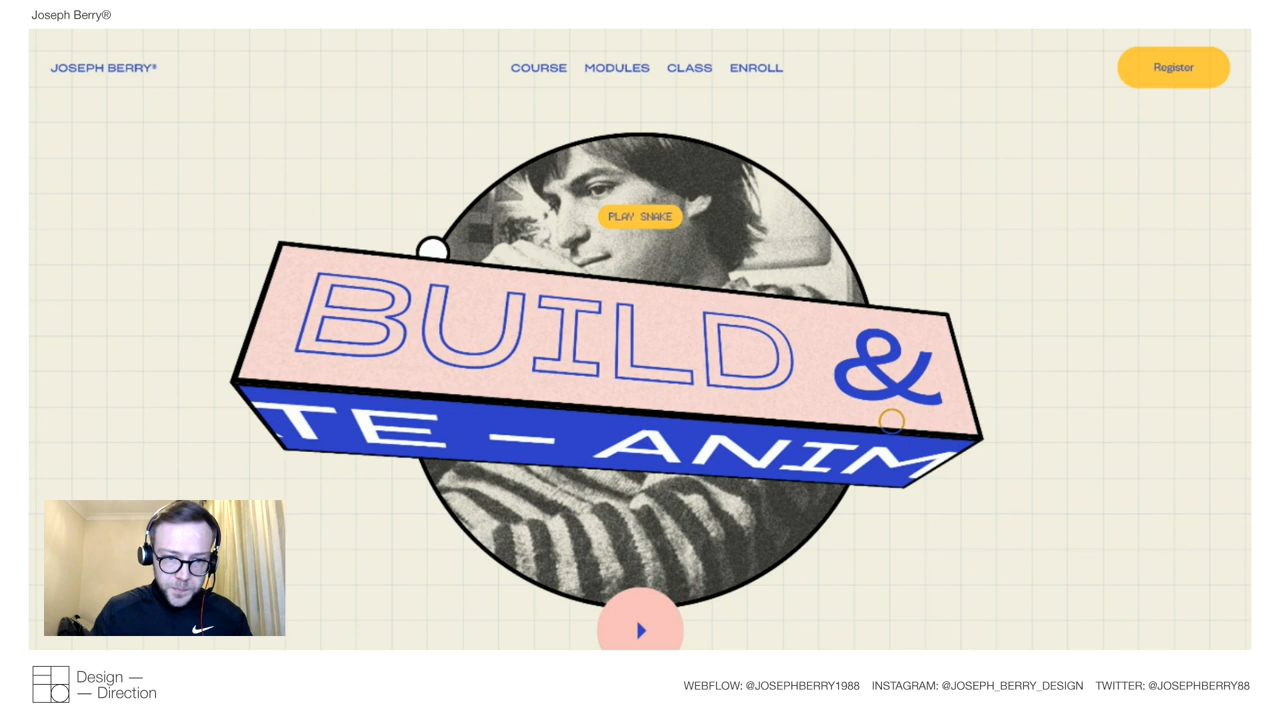 Joseph Berry®
JOSEPH BERRY® COURSE MODULES CLASS ENROLL Register
PLAY SNAKE
BUILD &
TE – ANIM
Design —
— Direction
WEBFLOW: @JOSEPHBERRY1988 INSTAGRAM: @JOSEPH_BERRY_DESIGN TWITTER: @JOSEPHBERRY88